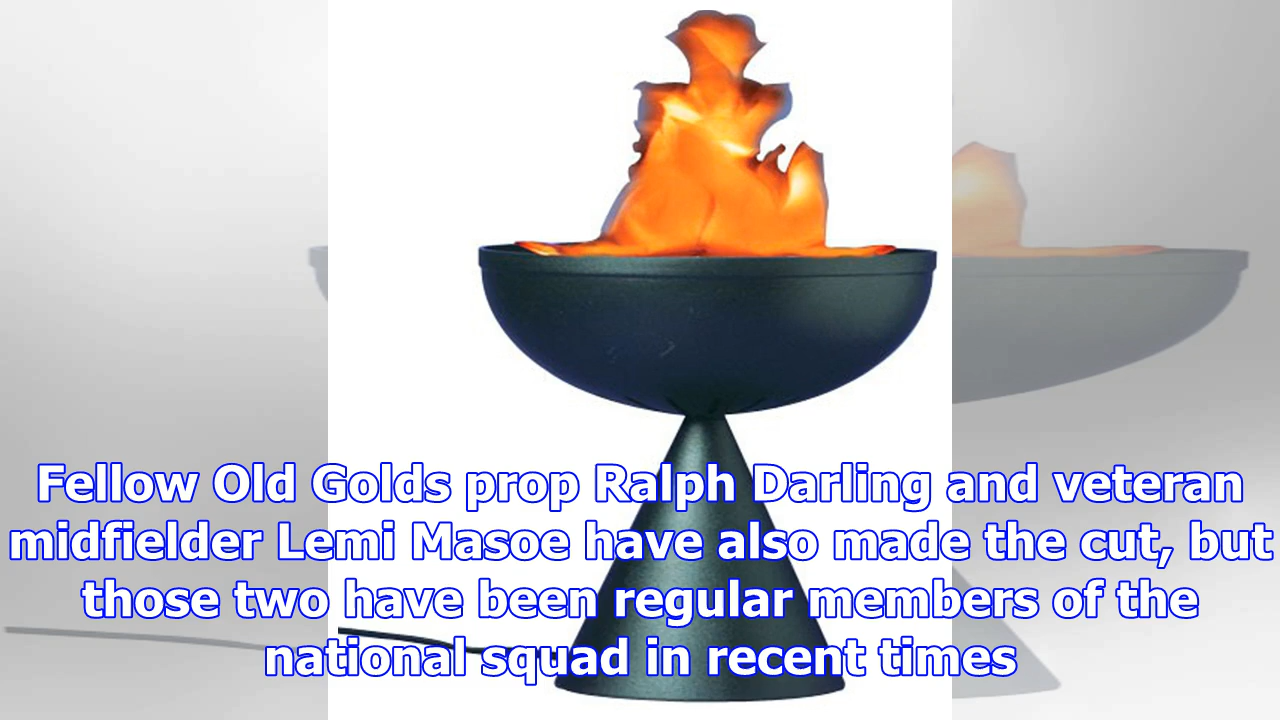 Fellow Old Golds prop Ralph Darling and veteran
midfielder Lemi Masoe have also made the cut, but
those two have been regular members of the
national squad in recent times